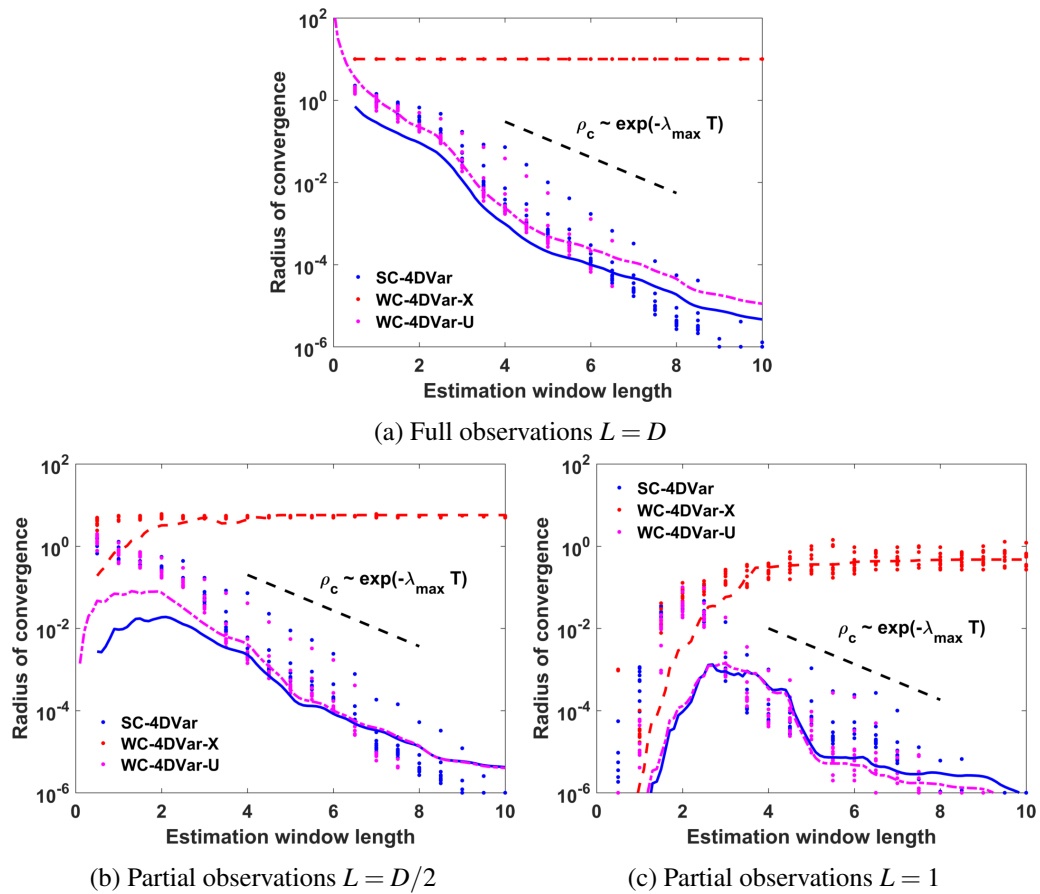 10^2
10^0
10^-2
10^-4
10^-6
Radius of convergence
ρ_c ~ exp(-λ_max T)
SC-4DVar
WC-4DVar-X
WC-4DVar-U
0 2 4 6 8 10
Estimation window length
(a) Full observations L = D
10^2
10^0
10^-2
10^-4
10^-6
Radius of convergence
ρ_c ~ exp(-λ_max T)
SC-4DVar
WC-4DVar-X
WC-4DVar-U
0 2 4 6 8 10
Estimation window length
(b) Partial observations L = D/2
10^2
10^0
10^-2
10^-4
10^-6
Radius of convergence
SC-4DVar
WC-4DVar-X
WC-4DVar-U
ρ_c ~ exp(-λ_max T)
0 2 4 6 8 10
Estimation window length
(c) Partial observations L = 1